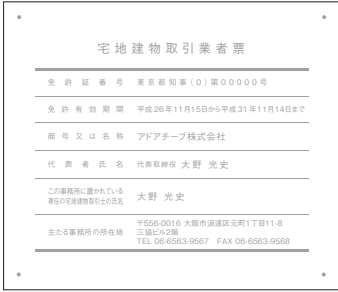 宅地建物取引業者票
免許証番号 東京都知事(0)第00000号
免許有効期間 平成26年11月15日から平成31年11月14日まで
商号又は名称 アドアチーブ株式会社
代表者氏名 代表取締役 大野 光史
この事務所に置かれている
専任の宅地建物取引士の氏名 大野 光史
主たる事務所の所在地 〒556-0016 大阪市浪速区元町1丁目11-8
三協ビル2階
TEL 06-6563-9567 FAX 06-6563-9568